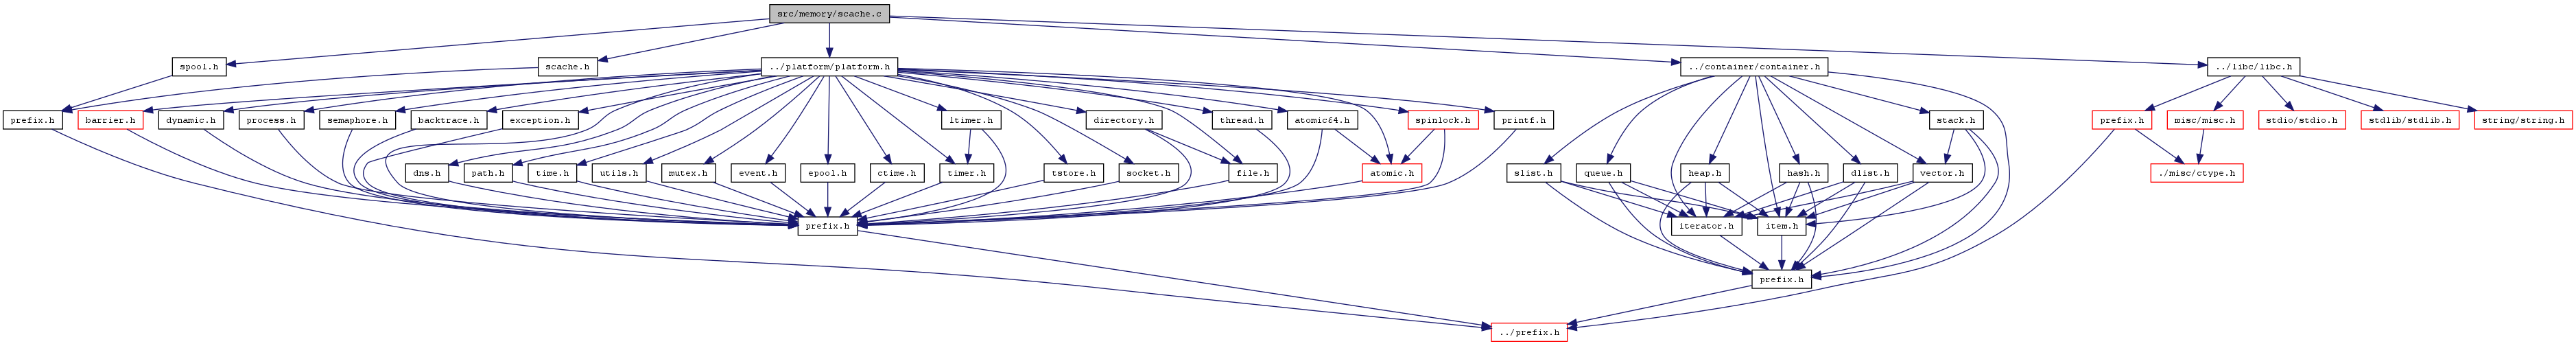 src/memory/scache.c
spool.h
scache.h
../platform/platform.h
../container/container.h
../libc/libc.h
prefix.h
barrier.h
dynamic.h
process.h
semaphore.h
backtrace.h
exception.h
ltimer.h
directory.h
thread.h
atomic64.h
spinlock.h
printf.h
stack.h
prefix.h
misc/misc.h
stdio/stdio.h
stdlib/stdlib.h
string/string.h
dns.h
path.h
time.h
utils.h
mutex.h
event.h
epool.h
ctime.h
timer.h
tstore.h
socket.h
file.h
atomic.h
slist.h
queue.h
heap.h
hash.h
dlist.h
vector.h
./misc/ctype.h
prefix.h
iterator.h
item.h
prefix.h
../prefix.h